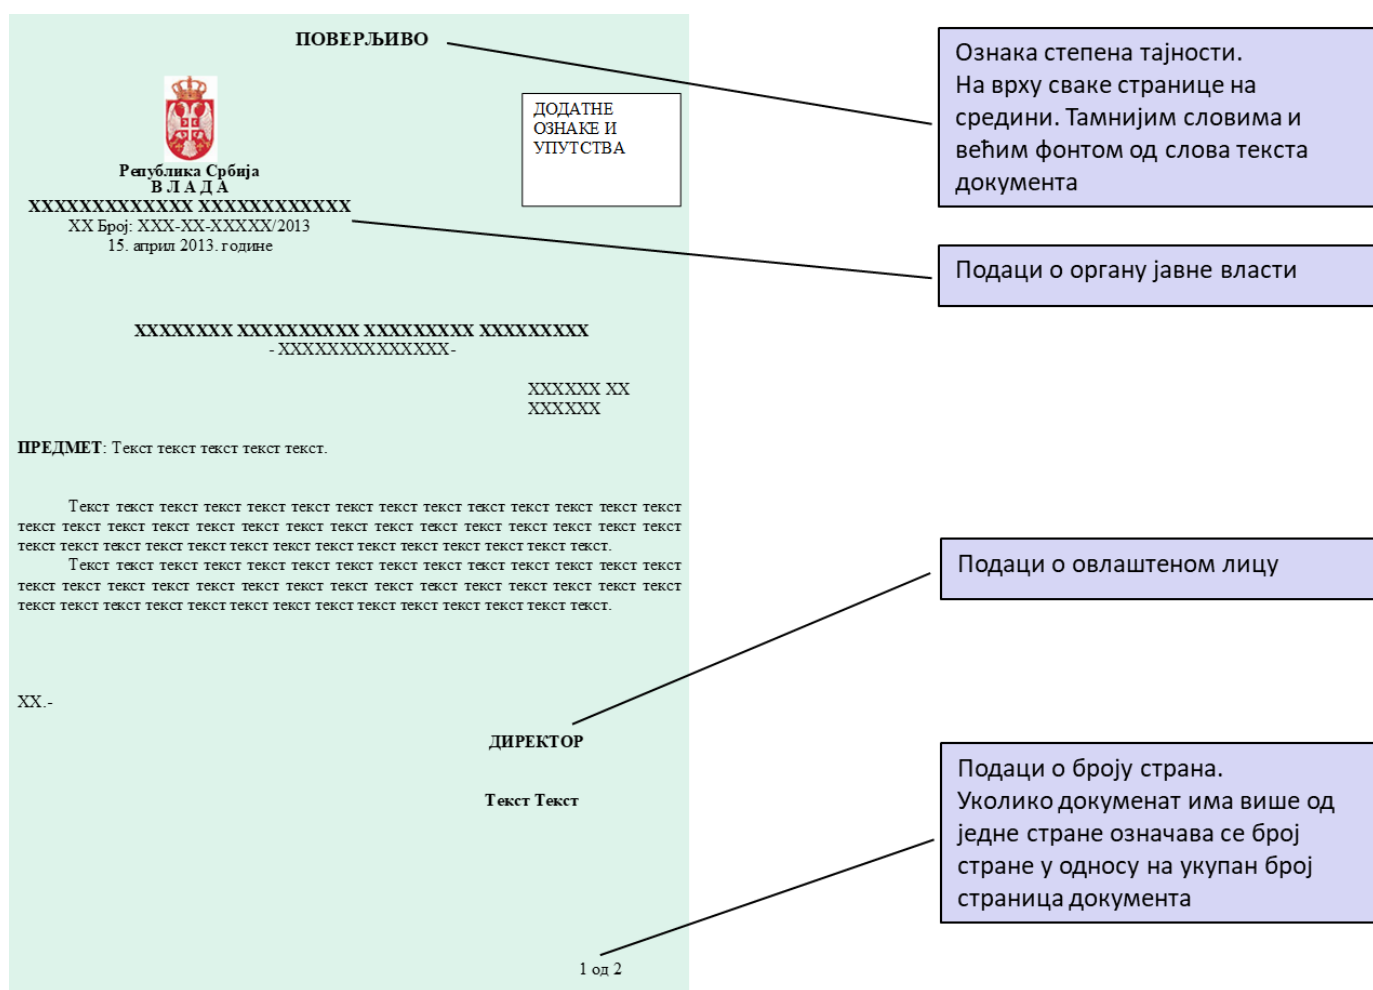 ПОВЕРЉИВО
ДОДАТНЕ
ОЗНАКЕ И
УПУТСТВА
Република Србија
В Л А Д А
XXXXXXXXXXXXX XXXXXXXXXXXX
XX Број: XXX-XX-XXXXX/2013
15. април 2013. године
XXXXXXXX XXXXXXXXXX XXXXXXXXX XXXXXXXXX
- XXXXXXXXXXXXXX-
XXXXXX XX
XXXXXX
ПРЕДМЕТ: Текст текст текст текст текст.
Текст текст текст текст текст текст текст текст текст текст текст текст текст текст
текст текст текст текст текст текст текст текст текст текст текст текст текст текст текст
текст текст текст текст текст текст текст текст текст текст текст текст текст текст.
Текст текст текст текст текст текст текст текст текст текст текст текст текст текст
текст текст текст текст текст текст текст текст текст текст текст текст текст текст текст
текст текст текст текст текст текст текст текст текст текст текст текст текст текст.
XX.-
ДИРЕКТОР
Текст Текст
1 од 2
Ознака степена тајности.
На врху сваке странице на
средини. Тамнијим словима и
већим фонтом од слова текста
документа
Подаци о органу јавне власти
Подаци о овлаштеном лицу
Подаци о броју страна.
Уколико документ има више од
једне стране означава се број
стране у односу на укупан број
страница документа